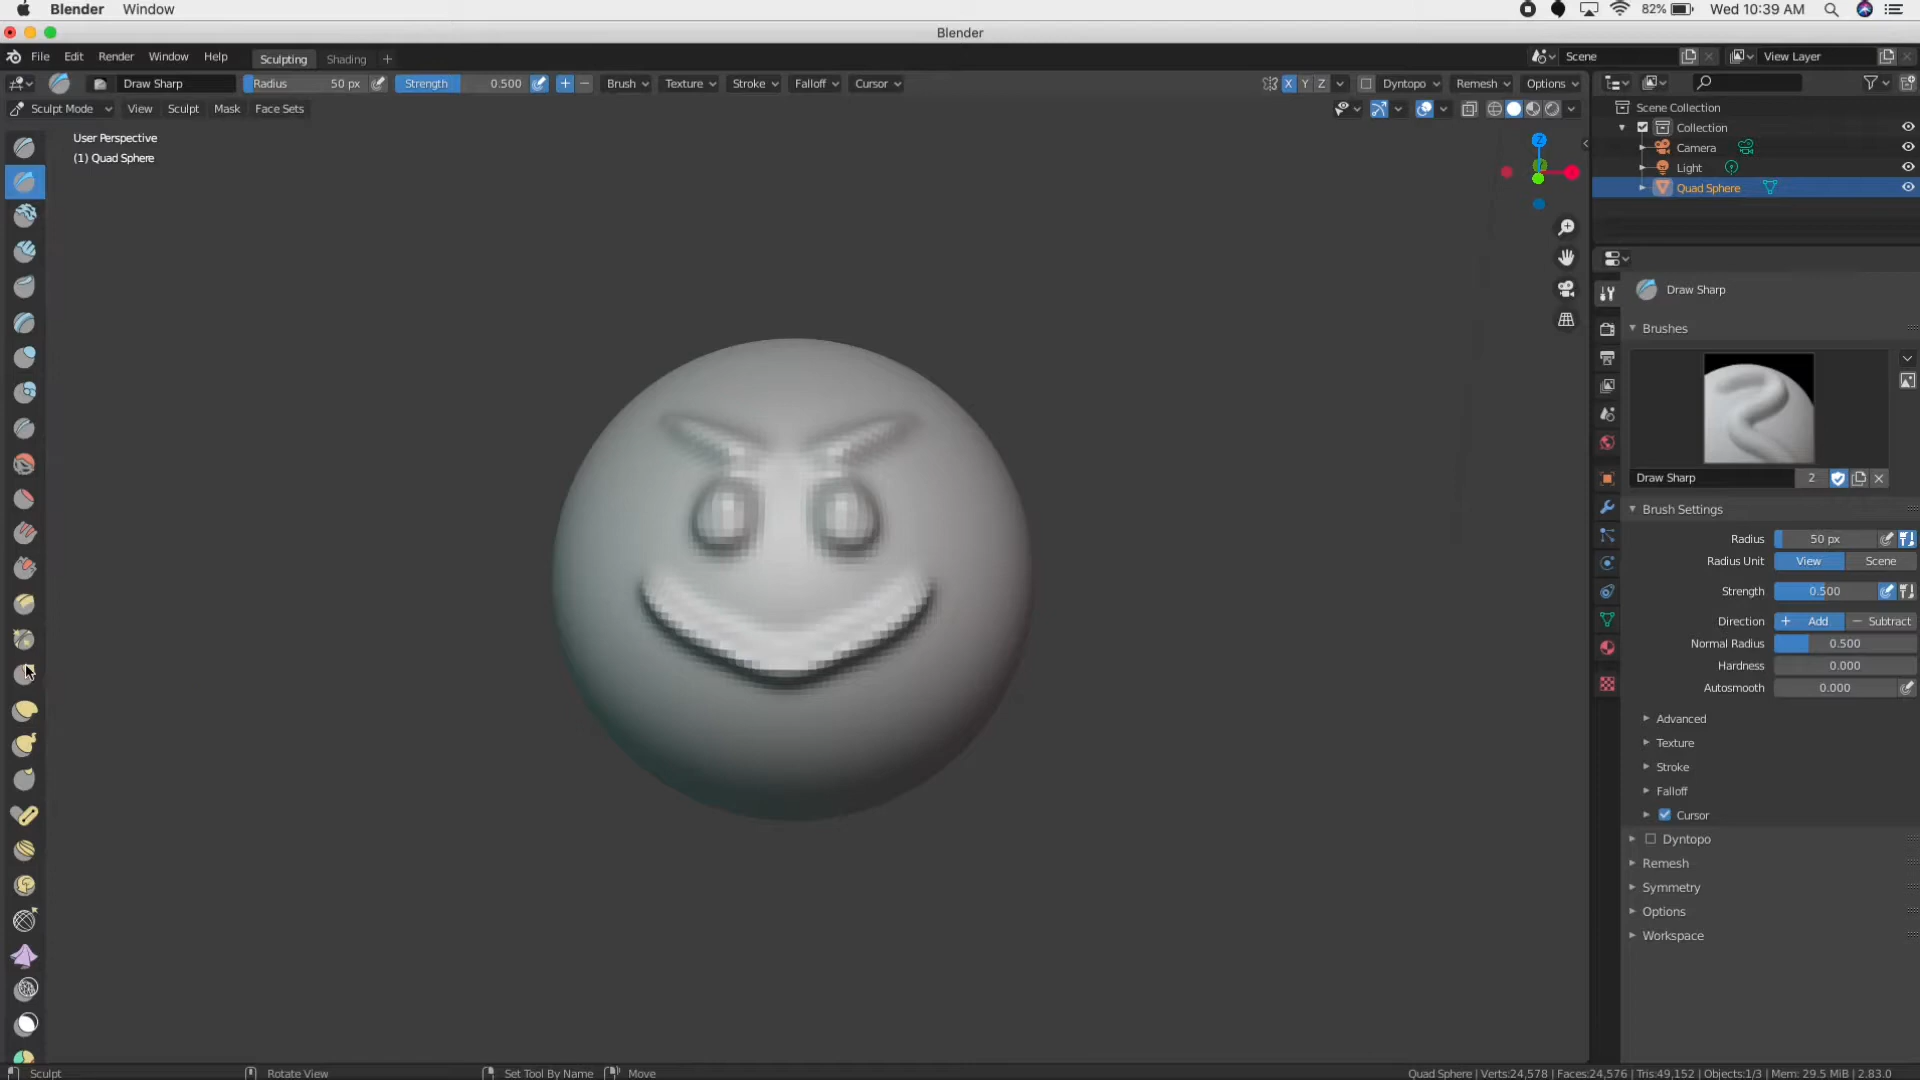 Blender Window 82% Wed 10:39 AM
Blender
File Edit Render Window Help Sculpting Shading + Scene View Layer
Draw Sharp Radius 50 px Strength 0.500 + − Brush Texture Stroke Falloff Cursor X Y Z Dyntopo Remesh Options
Sculpt Mode View Sculpt Mask Face Sets
Scene Collection
Collection
Camera
Light
Quad Sphere
User Perspective
(1) Quad Sphere
Z
Draw Sharp
Brushes
Draw Sharp 2
Brush Settings
Radius 50 px
Radius Unit View Scene
Strength 0.500
Direction + Add − Subtract
Normal Radius 0.500
Hardness 0.000
Autosmooth 0.000
Advanced
Texture
Stroke
Falloff
Cursor
Dyntopo
Remesh
Symmetry
Options
Workspace
Sculpt Rotate View Set Tool By Name Move Quad Sphere | Verts:24,578 | Faces:24,576 | Tris:49,152 | Objects:1/3 | Mem: 29.5 MiB | 2.83.0